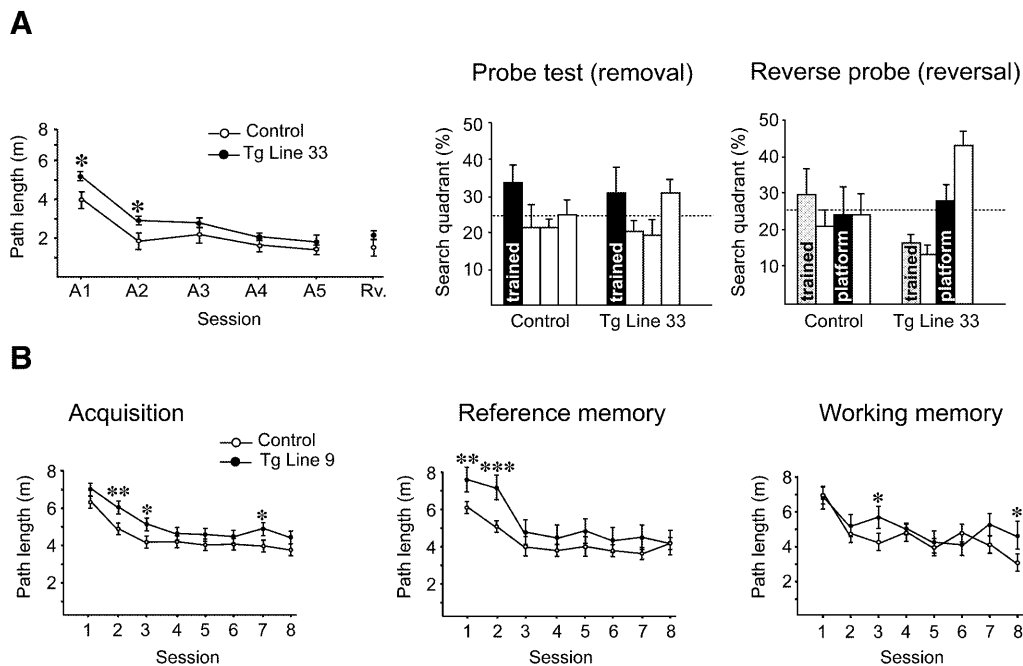 A
Probe test (removal)
Reverse probe (reversal)
Path length (m)
8
6
4
2
Control
Tg Line 33
*
*
A1 A2 A3 A4 A5 Rv.
Session
Search quadrant (%)
50
40
30
20
10
trained
trained
Control Tg Line 33
Search quadrant (%)
50
40
30
20
10
trained
platform
trained
platform
Control Tg Line 33
B
Acquisition
Control
Tg Line 9
Path length (m)
8
6
4
2
** * *
1 2 3 4 5 6 7 8
Session
Reference memory
Path length (m)
8
6
4
2
** ***
1 2 3 4 5 6 7 8
Session
Working memory
Path length (m)
8
6
4
2
* *
1 2 3 4 5 6 7 8
Session